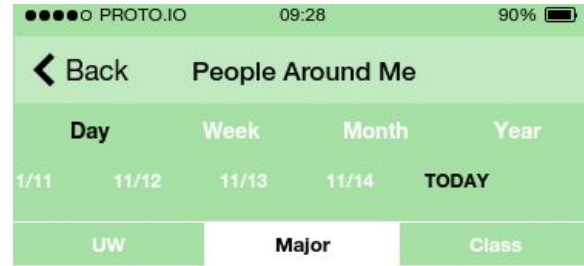 PROTO.IO 09:28 90%
Back People Around Me
Day Week Month Year
1/11 11/12 11/13 11/14 TODAY
UW Major Class